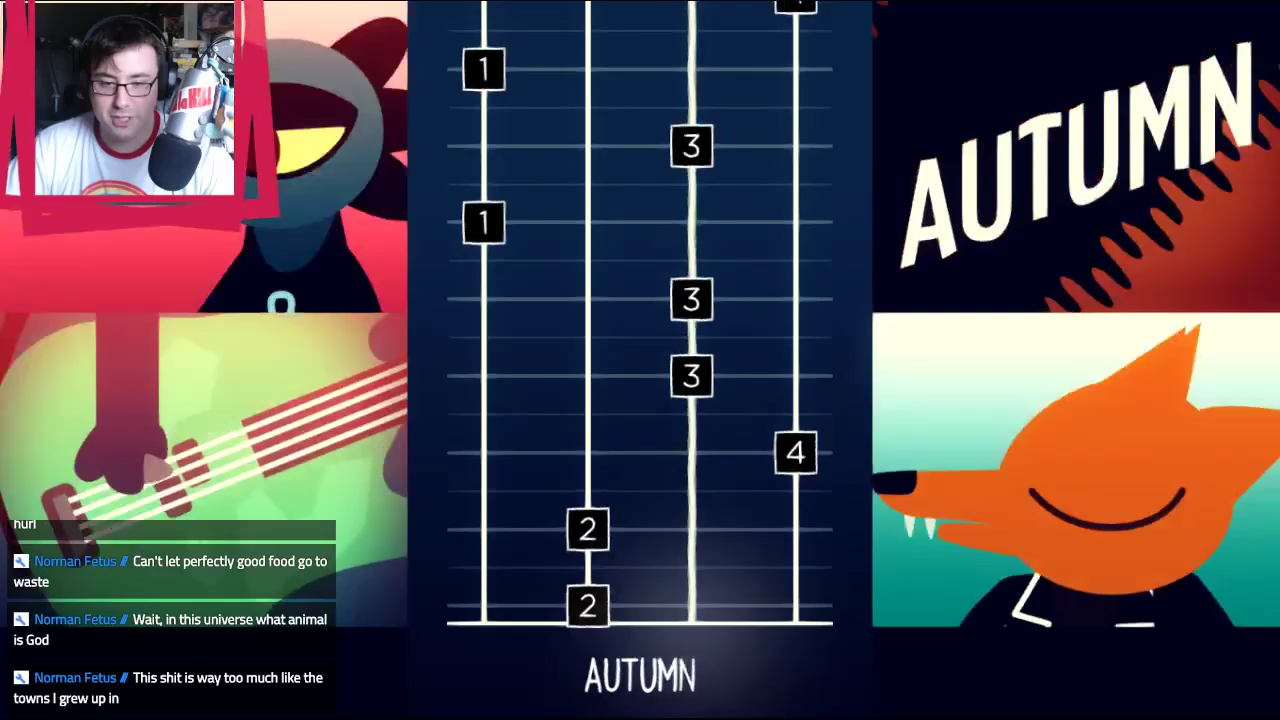 1
3
1
3
3
4
2
2
AUTUMN
AUTUMN
hurl
Norman Fetus // Can't let perfectly good food go to
waste
Norman Fetus // Wait, in this universe what animal
is God
Norman Fetus // This shit is way too much like the
towns I grew up in